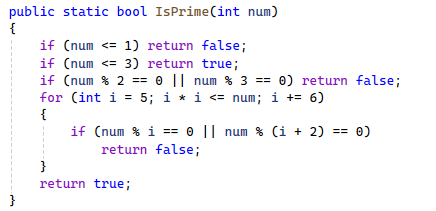 public static bool IsPrime(int num)
{
    if (num <= 1) return false;
    if (num <= 3) return true;
    if (num % 2 == 0 || num % 3 == 0) return false;
    for (int i = 5; i * i <= num; i += 6)
    {
        if (num % i == 0 || num % (i + 2) == 0)
            return false;
    }
    return true;
}